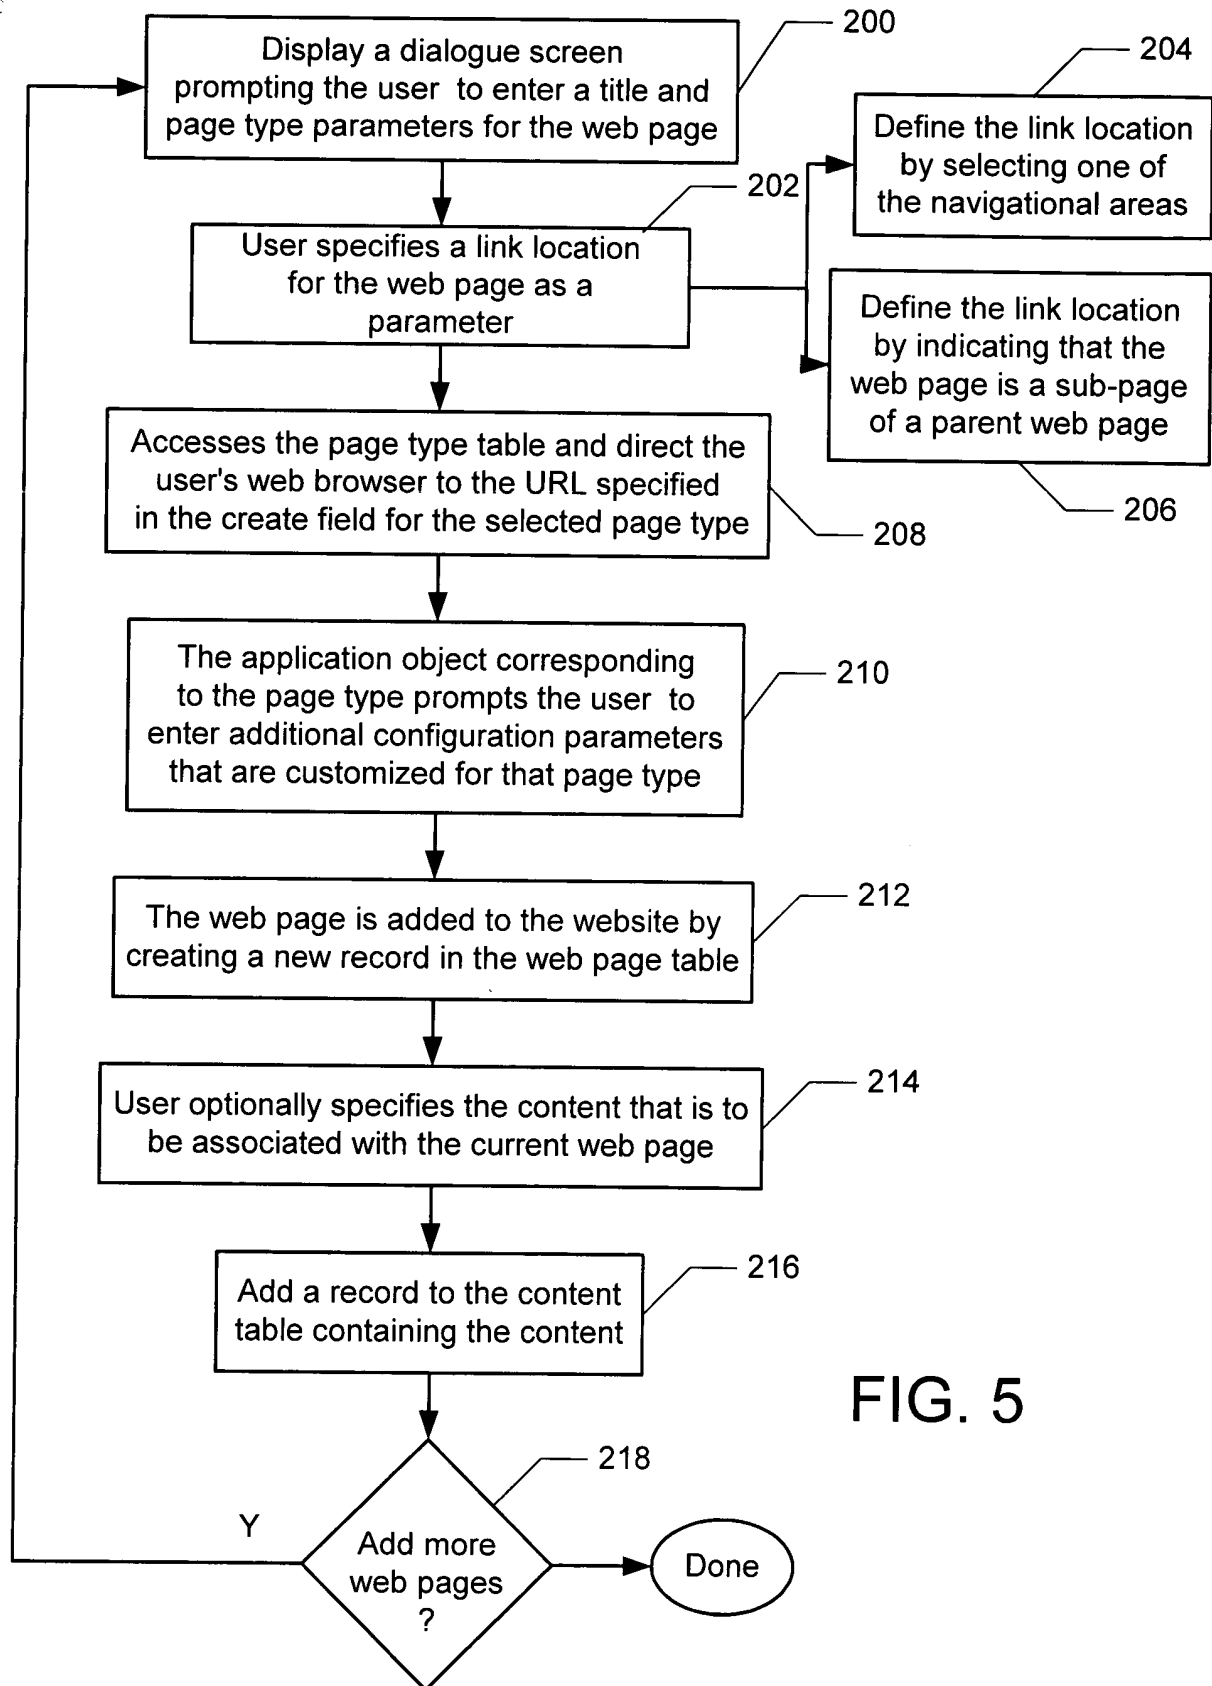 Display a dialogue screen
prompting the user to enter a title and
page type parameters for the web page
200
204
Define the link location
by selecting one of
the navigational areas
202
User specifies a link location
for the web page as a
parameter
Define the link location
by indicating that the
web page is a sub-page
of a parent web page
206
Accesses the page type table and direct the
user's web browser to the URL specified
in the create field for the selected page type
208
The application object corresponding
to the page type prompts the user to
enter additional configuration parameters
that are customized for that page type
210
The web page is added to the website by
creating a new record in the web page table
212
User optionally specifies the content that is to
be associated with the current web page
214
Add a record to the content
table containing the content
216
FIG. 5
218
Y
Add more
web pages
?
Done